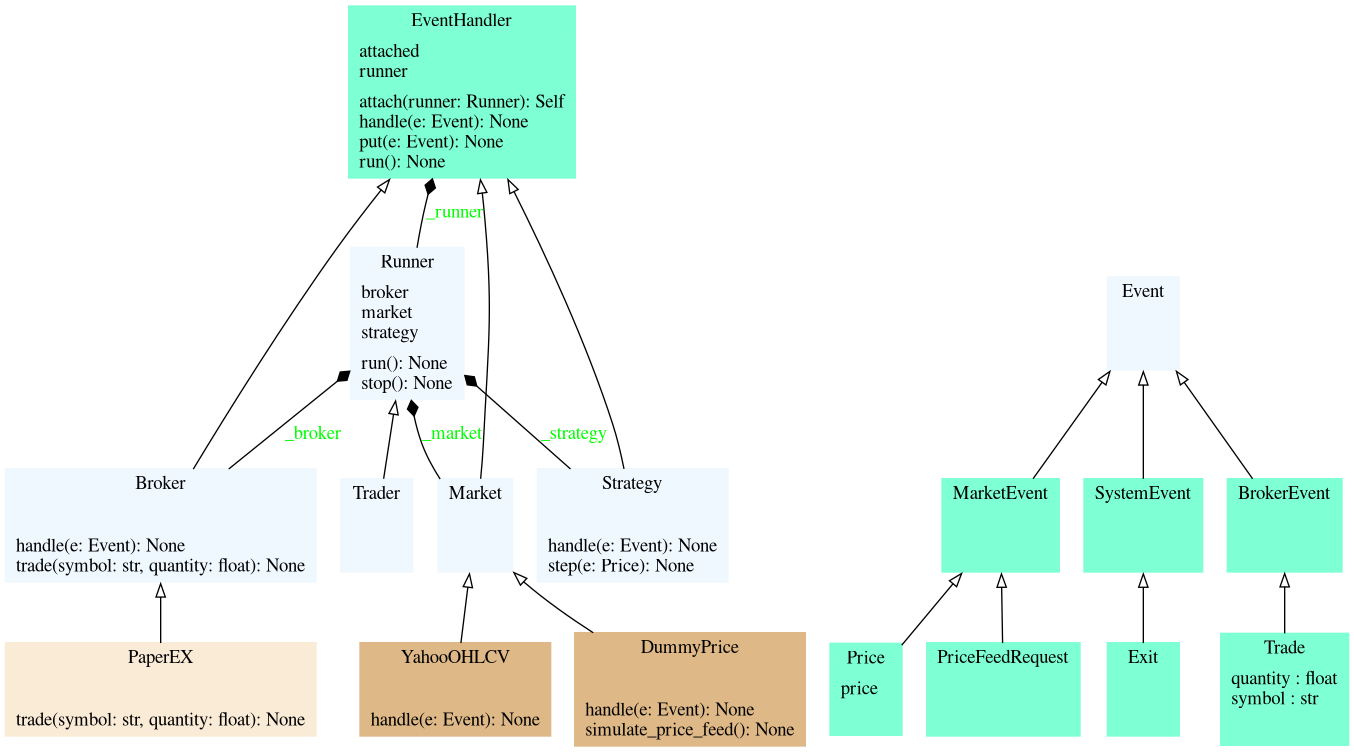 EventHandler
attached
runner
attach(runner: Runner): Self
handle(e: Event): None
put(e: Event): None
run(): None
_runner
Runner
broker
market
strategy
run(): None
stop(): None
Event
_broker
_market
_strategy
Broker
handle(e: Event): None
trade(symbol: str, quantity: float): None
Trader
Market
Strategy
handle(e: Event): None
step(e: Price): None
MarketEvent
SystemEvent
BrokerEvent
PaperEX
trade(symbol: str, quantity: float): None
YahooOHLCV
handle(e: Event): None
DummyPrice
handle(e: Event): None
simulate_price_feed(): None
Price
price
PriceFeedRequest
Exit
Trade
quantity : float
symbol : str